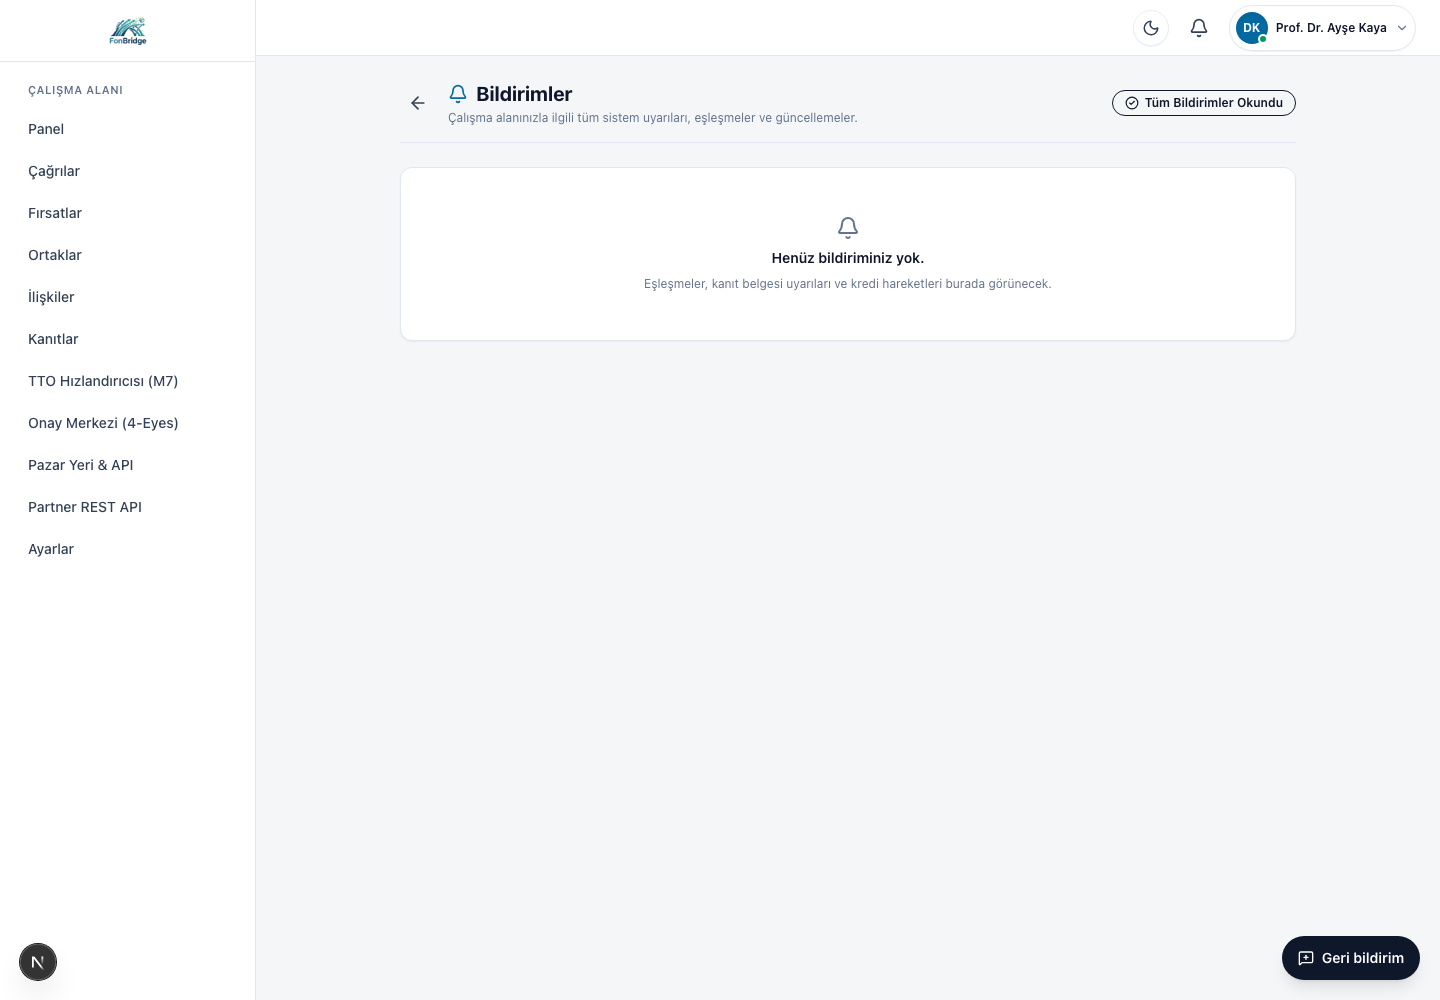 FonBridge
ÇALIŞMA ALANI
Panel
Çağrılar
Fırsatlar
Ortaklar
İlişkiler
Kanıtlar
TTO Hızlandırıcısı (M7)
Onay Merkezi (4-Eyes)
Pazar Yeri & API
Partner REST API
Ayarlar
N
DK
Prof. Dr. Ayşe Kaya
Bildirimler
Çalışma alanınızla ilgili tüm sistem uyarıları, eşleşmeler ve güncellemeler.
Tüm Bildirimler Okundu
Henüz bildiriminiz yok.
Eşleşmeler, kanıt belgesi uyarıları ve kredi hareketleri burada görünecek.
Geri bildirim